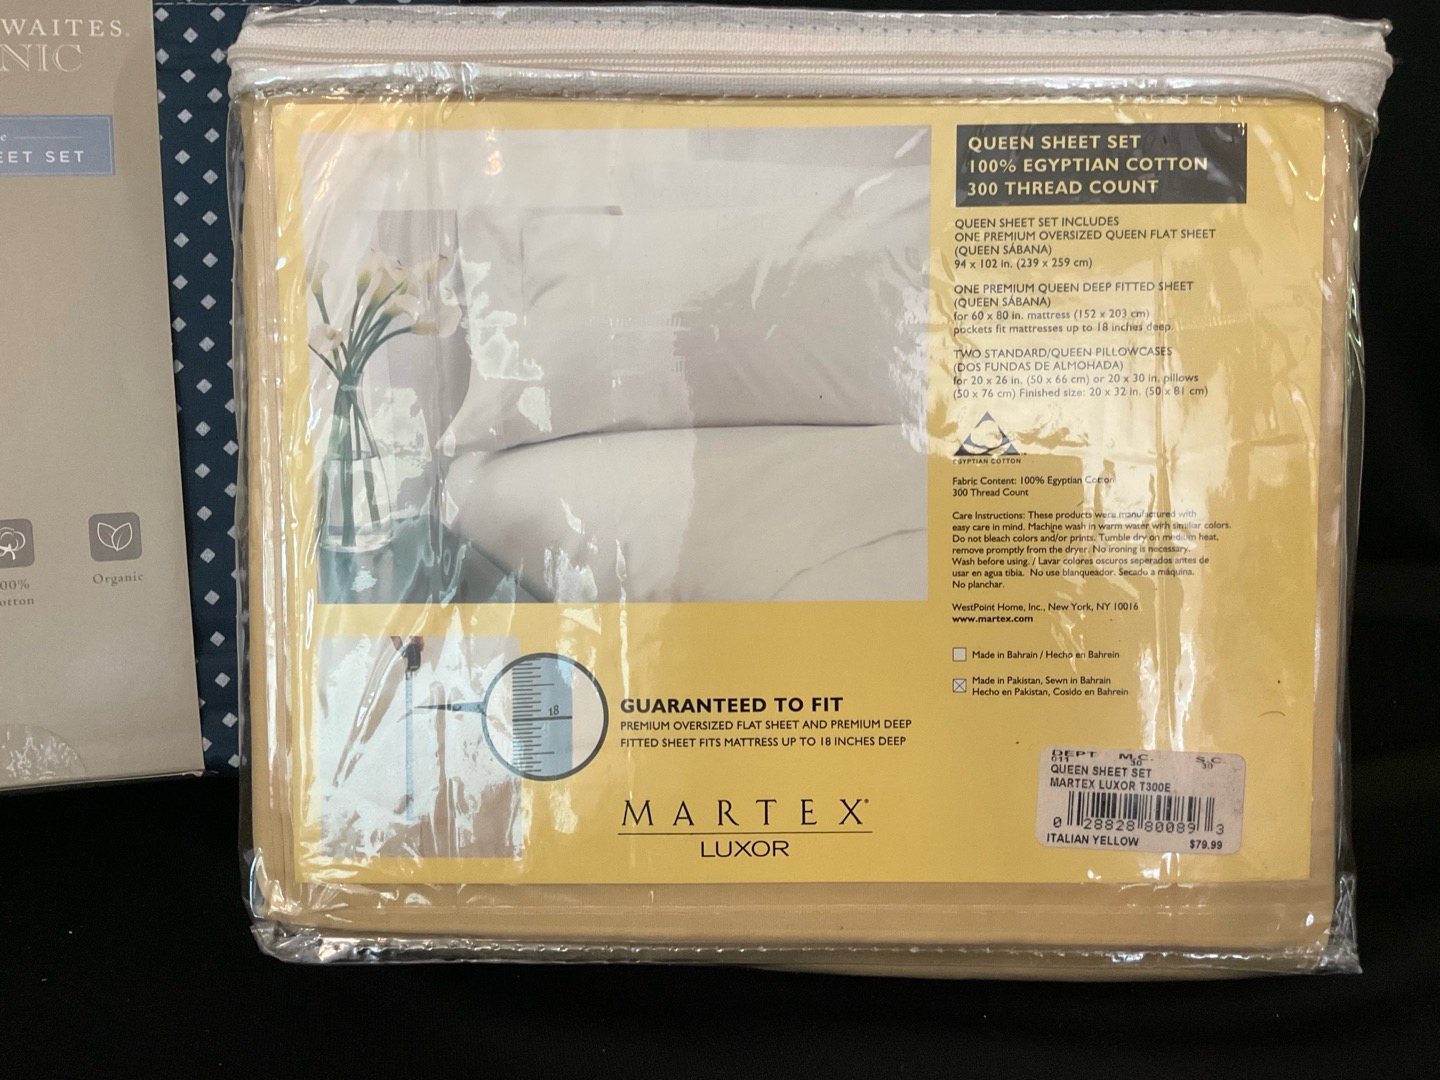 WAITES.
NIC
EET SET
00%
otton
Organic
QUEEN SHEET SET
100% EGYPTIAN COTTON
300 THREAD COUNT
QUEEN SHEET SET INCLUDES
ONE PREMIUM OVERSIZED QUEEN FLAT SHEET
(QUEEN SÁBANA)
94 x 102 in. (239 x 259 cm)
ONE PREMIUM QUEEN DEEP FITTED SHEET
(QUEEN SÁBANA)
for 60 x 80 in. mattress (152 x 203 cm)
pockets fit mattresses up to 18 inches deep.
TWO STANDARD/QUEEN PILLOWCASES
(DOS FUNDAS DE ALMOHADA)
for 20 x 26 in. (50 x 66 cm) or 20 x 30 in. pillows
(50 x 76 cm) Finished size: 20 x 32 in. (50 x 81 cm)
EGYPTIAN COTTON
Fabric Content: 100% Egyptian Cotton
300 Thread Count
Care Instructions: These products were manufactured with
easy care in mind. Machine wash in warm water with similiar colors.
Do not bleach colors and/or prints. Tumble dry on medium heat,
remove promptly from the dryer. No ironing is necessary.
Wash before using. / Lavar colores oscuros seperados antes de
usar en agua tibia. No use blanqueador. Secado a máquina.
No planchar.
WestPoint Home, Inc., New York, NY 10016
www.martex.com
Made in Bahrain / Hecho en Bahrein
Made in Pakistan, Sewn in Bahrain
Hecho en Pakistan, Cosido en Bahrein
18
GUARANTEED TO FIT
PREMIUM OVERSIZED FLAT SHEET AND PREMIUM DEEP
FITTED SHEET FITS MATTRESS UP TO 18 INCHES DEEP
MARTEX®
LUXOR
DEPT M.C. S.C.
011 30 30
QUEEN SHEET SET
MARTEX LUXOR T300E
0 28828 80089 3
ITALIAN YELLOW $79.99